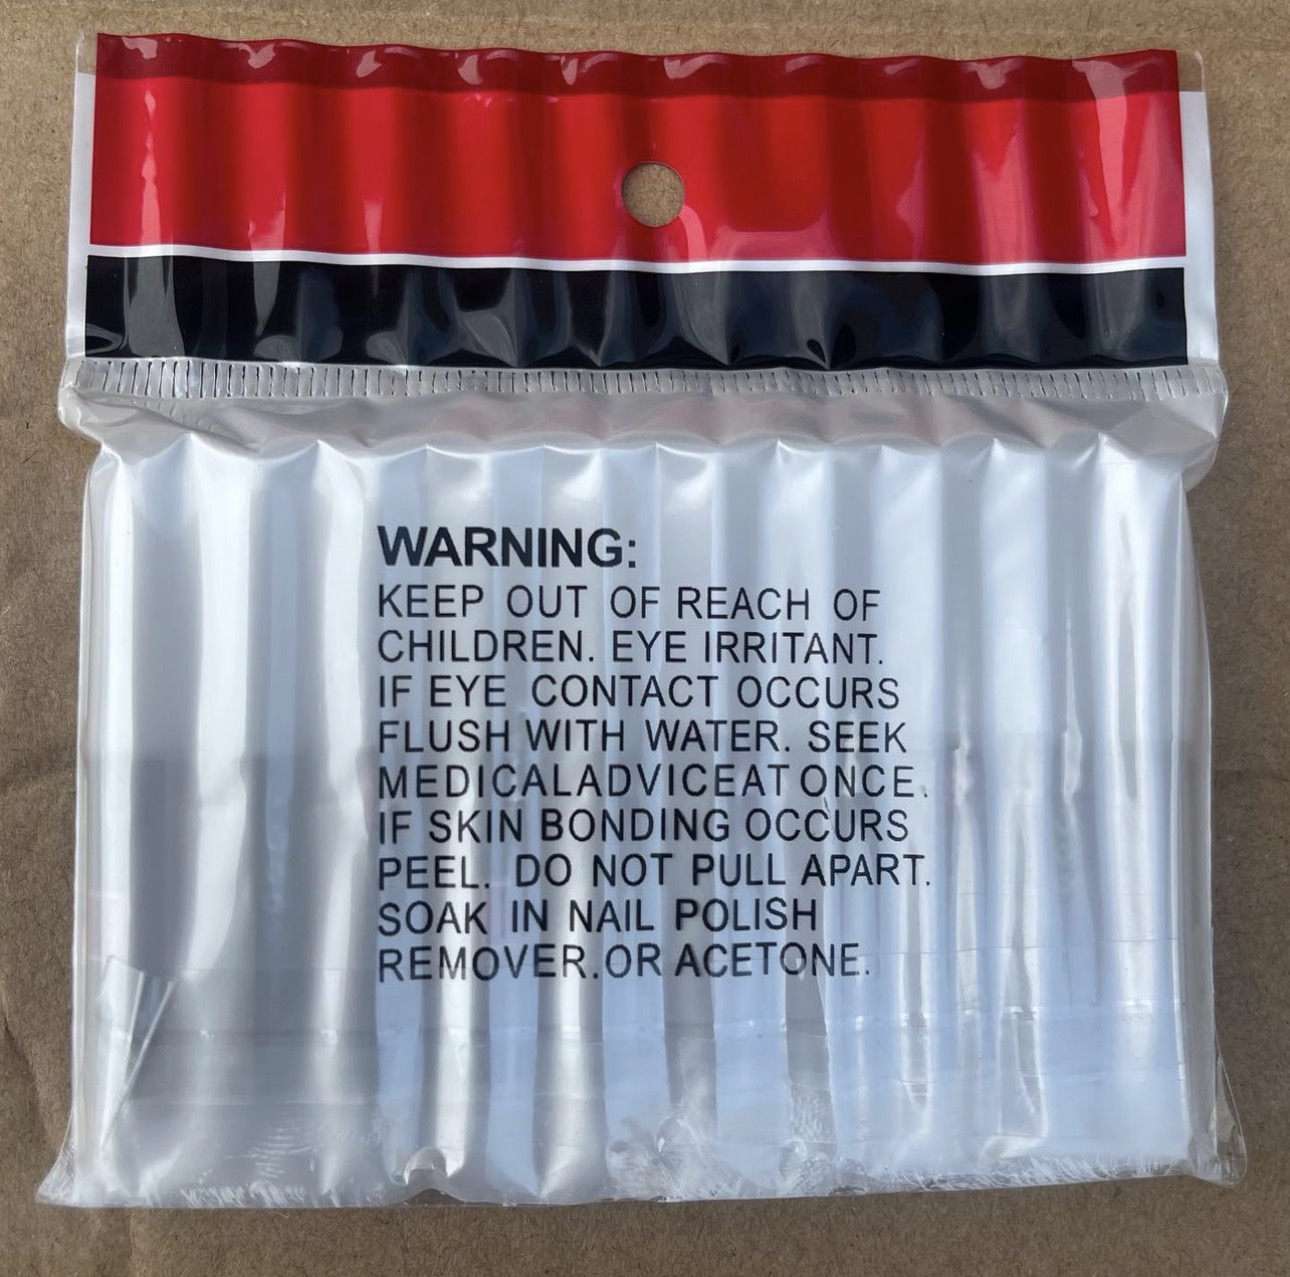 WARNING:
KEEP OUT OF REACH OF
CHILDREN. EYE IRRITANT.
IF EYE CONTACT OCCURS
FLUSH WITH WATER. SEEK
MEDICALADVICEAT ONCE.
IF SKIN BONDING OCCURS
PEEL. DO NOT PULL APART.
SOAK IN NAIL POLISH
REMOVER.OR ACETONE.